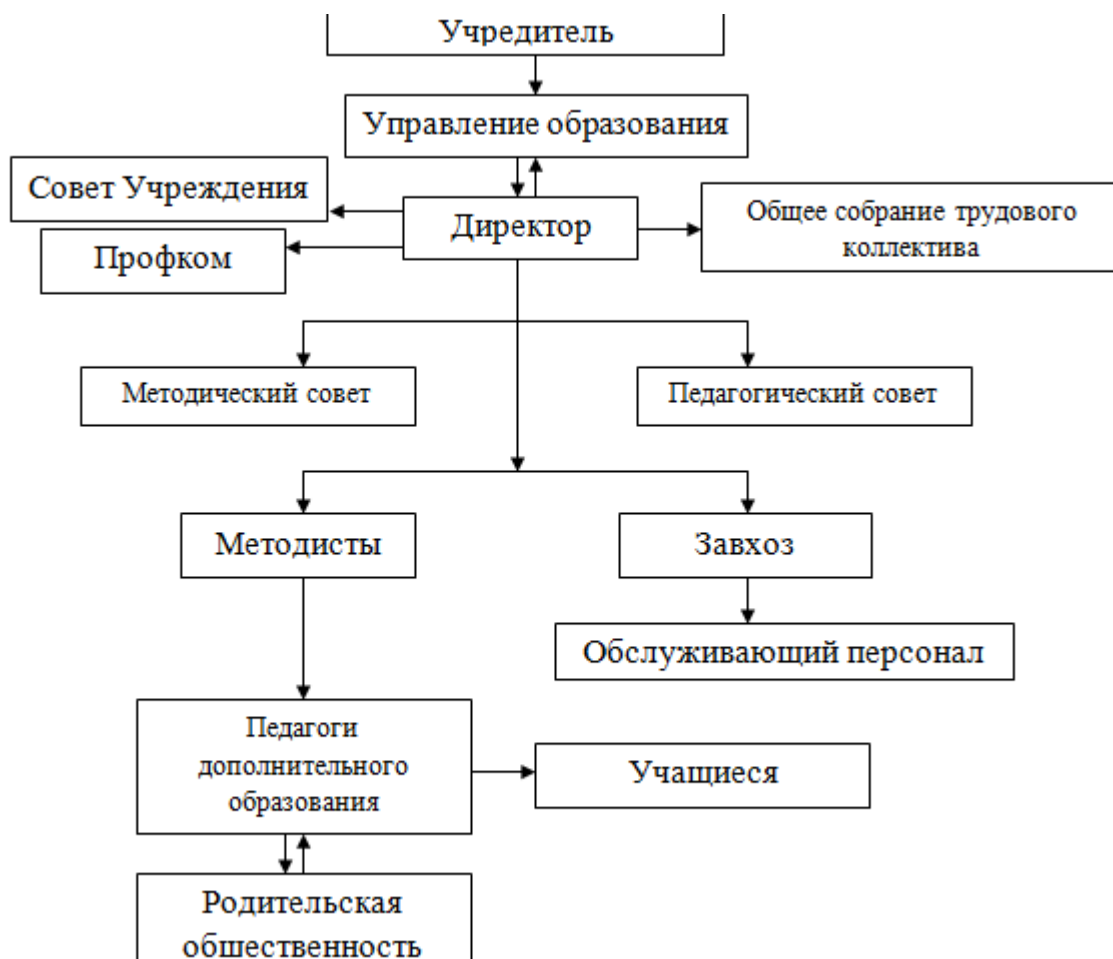 Учредитель
Управление образования
Совет Учреждения
Директор
Общее собрание трудового
коллектива
Профком
Методический совет
Педагогический совет
Методисты
Завхоз
Обслуживающий персонал
Педагоги
дополнительного
образования
Учащиеся
Родительская
общественность